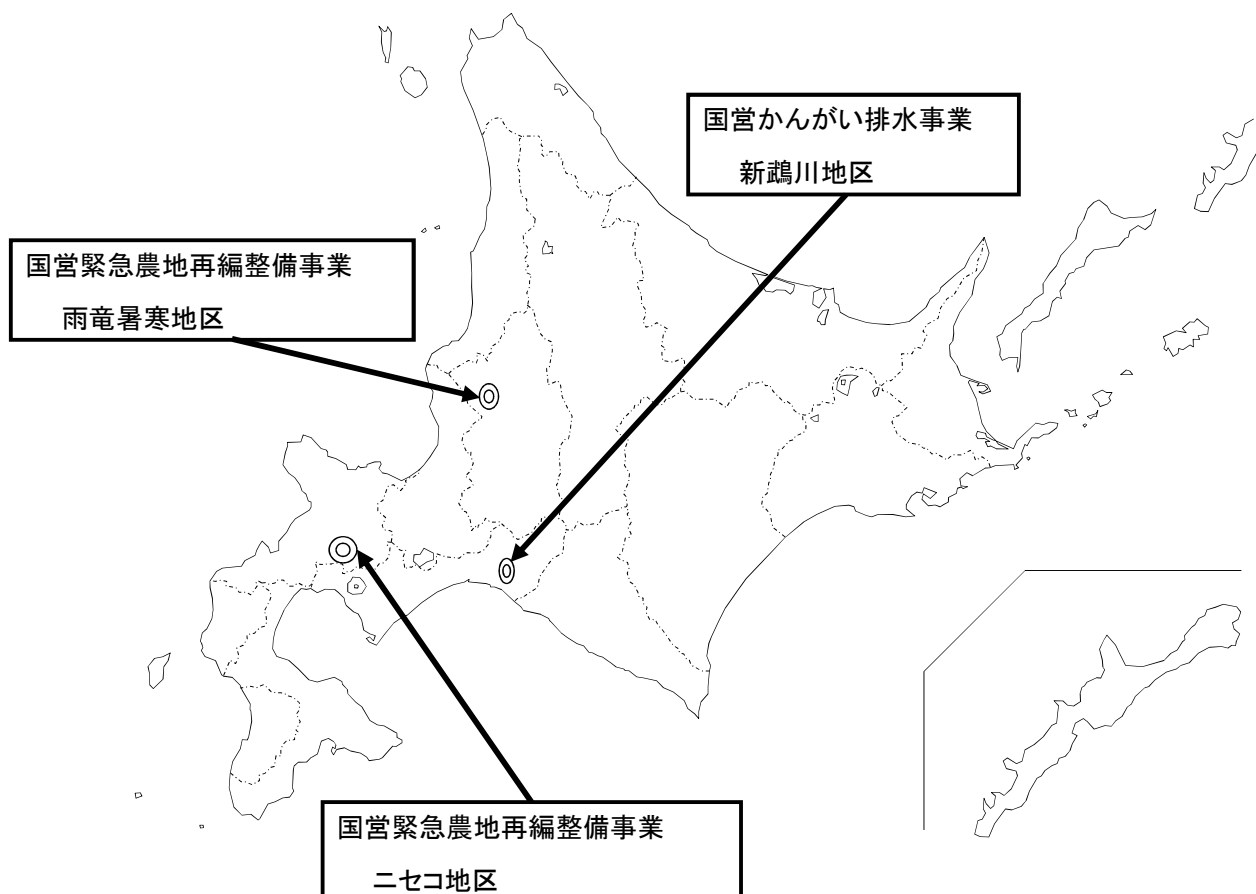 国営かんがい排水事業
新鵡川地区
国営緊急農地再編整備事業
雨竜暑寒地区
国営緊急農地再編整備事業
ニセコ地区